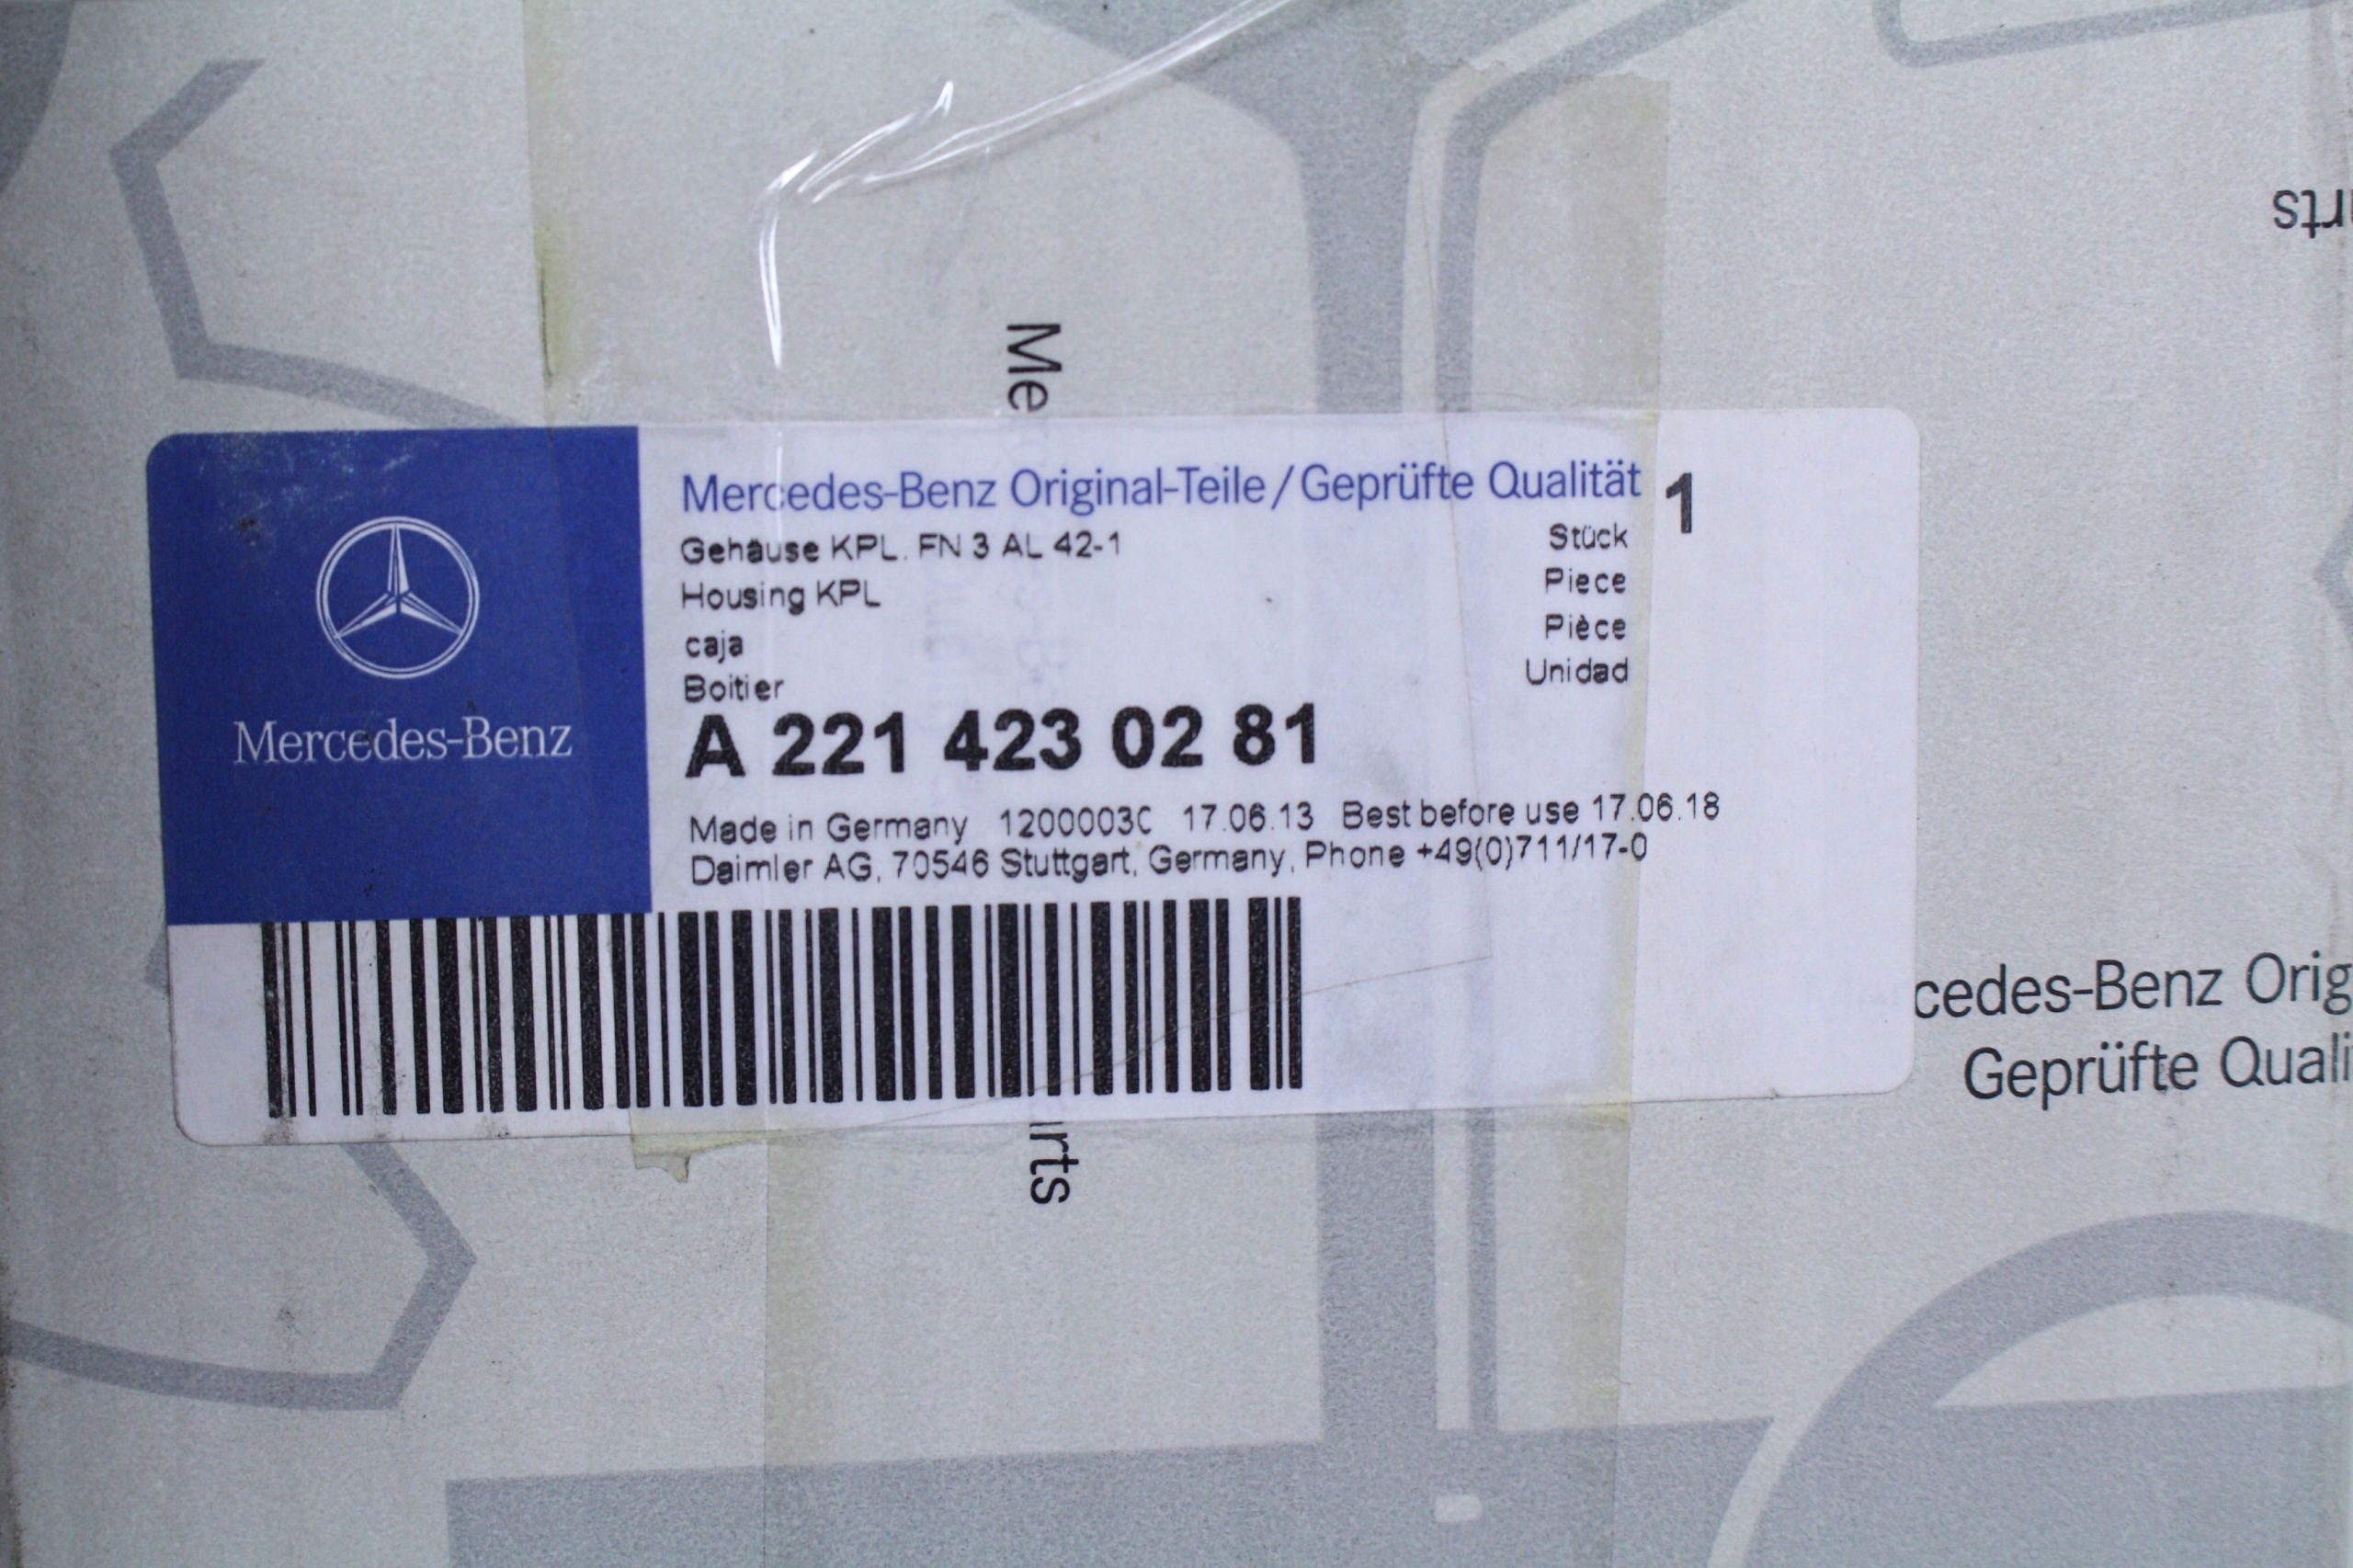 Mercedes-Benz
Mercedes-Benz Original-Teile/Geprüfte Qualität
1
Gehäuse KPL. FN 3 AL 42-1
Housing KPL
caja
Boitier
Stück
Piece
Pièce
Unidad
A 221 423 02 81
Made in Germany 1200003C 17.06.13 Best before use 17.06.18
Daimler AG, 70546 Stuttgart, Germany, Phone +49(0)711/17-0
Me
rts
rts
cedes-Benz Orig
Geprüfte Quali